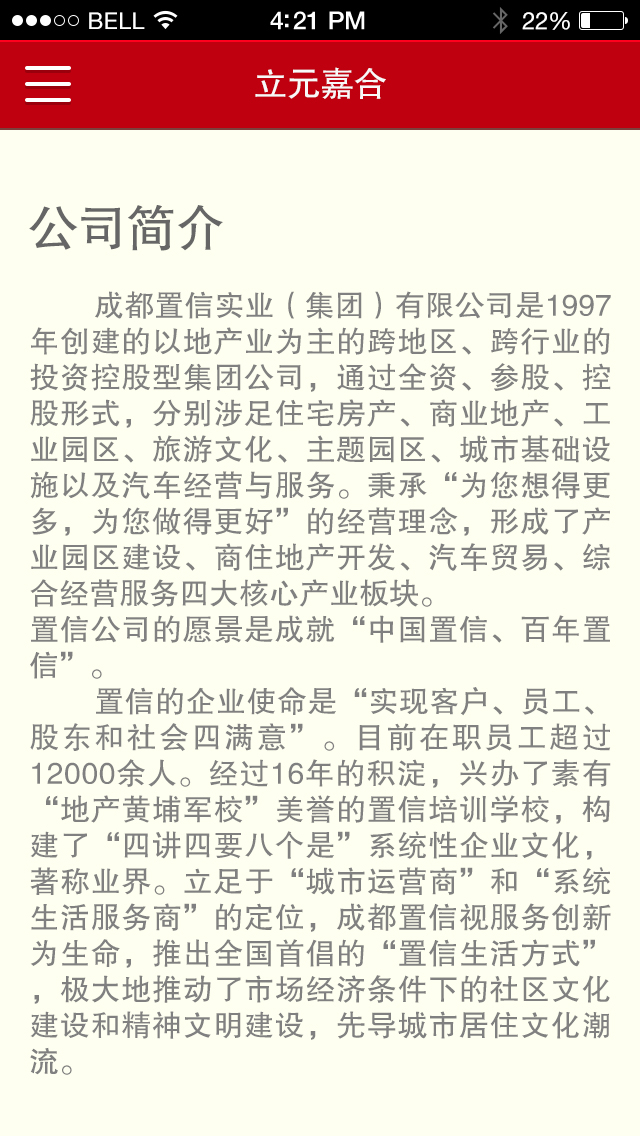 BELL 4:21 PM 22%
立元嘉合
公司简介
成都置信实业（集团）有限公司是1997
年创建的以地产业为主的跨地区、跨行业的
投资控股型集团公司，通过全资、参股、控
股形式，分别涉足住宅房产、商业地产、工
业园区、旅游文化、主题园区、城市基础设
施以及汽车经营与服务。秉承“为您想得更
多，为您做得更好”的经营理念，形成了产
业园区建设、商住地产开发、汽车贸易、综
合经营服务四大核心产业板块。
置信公司的愿景是成就“中国置信、百年置
信”。
置信的企业使命是“实现客户、员工、
股东和社会四满意”。目前在职员工超过
12000余人。经过16年的积淀，兴办了素有
“地产黄埔军校”美誉的置信培训学校，构
建了“四讲四要八个是”系统性企业文化，
著称业界。立足于“城市运营商”和“系统
生活服务商”的定位，成都置信视服务创新
为生命，推出全国首倡的“置信生活方式”
，极大地推动了市场经济条件下的社区文化
建设和精神文明建设，先导城市居住文化潮
流。